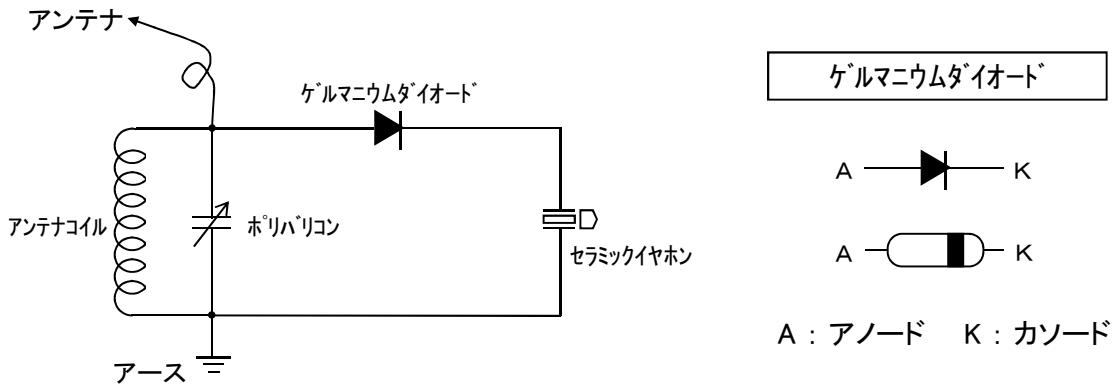 アンテナ
ゲルマニウムダイオード
アンテナコイル
ポリバリコン
セラミックイヤホン
アース
ゲルマニウムダイオード
A K
A K
A : アノード K : カソード